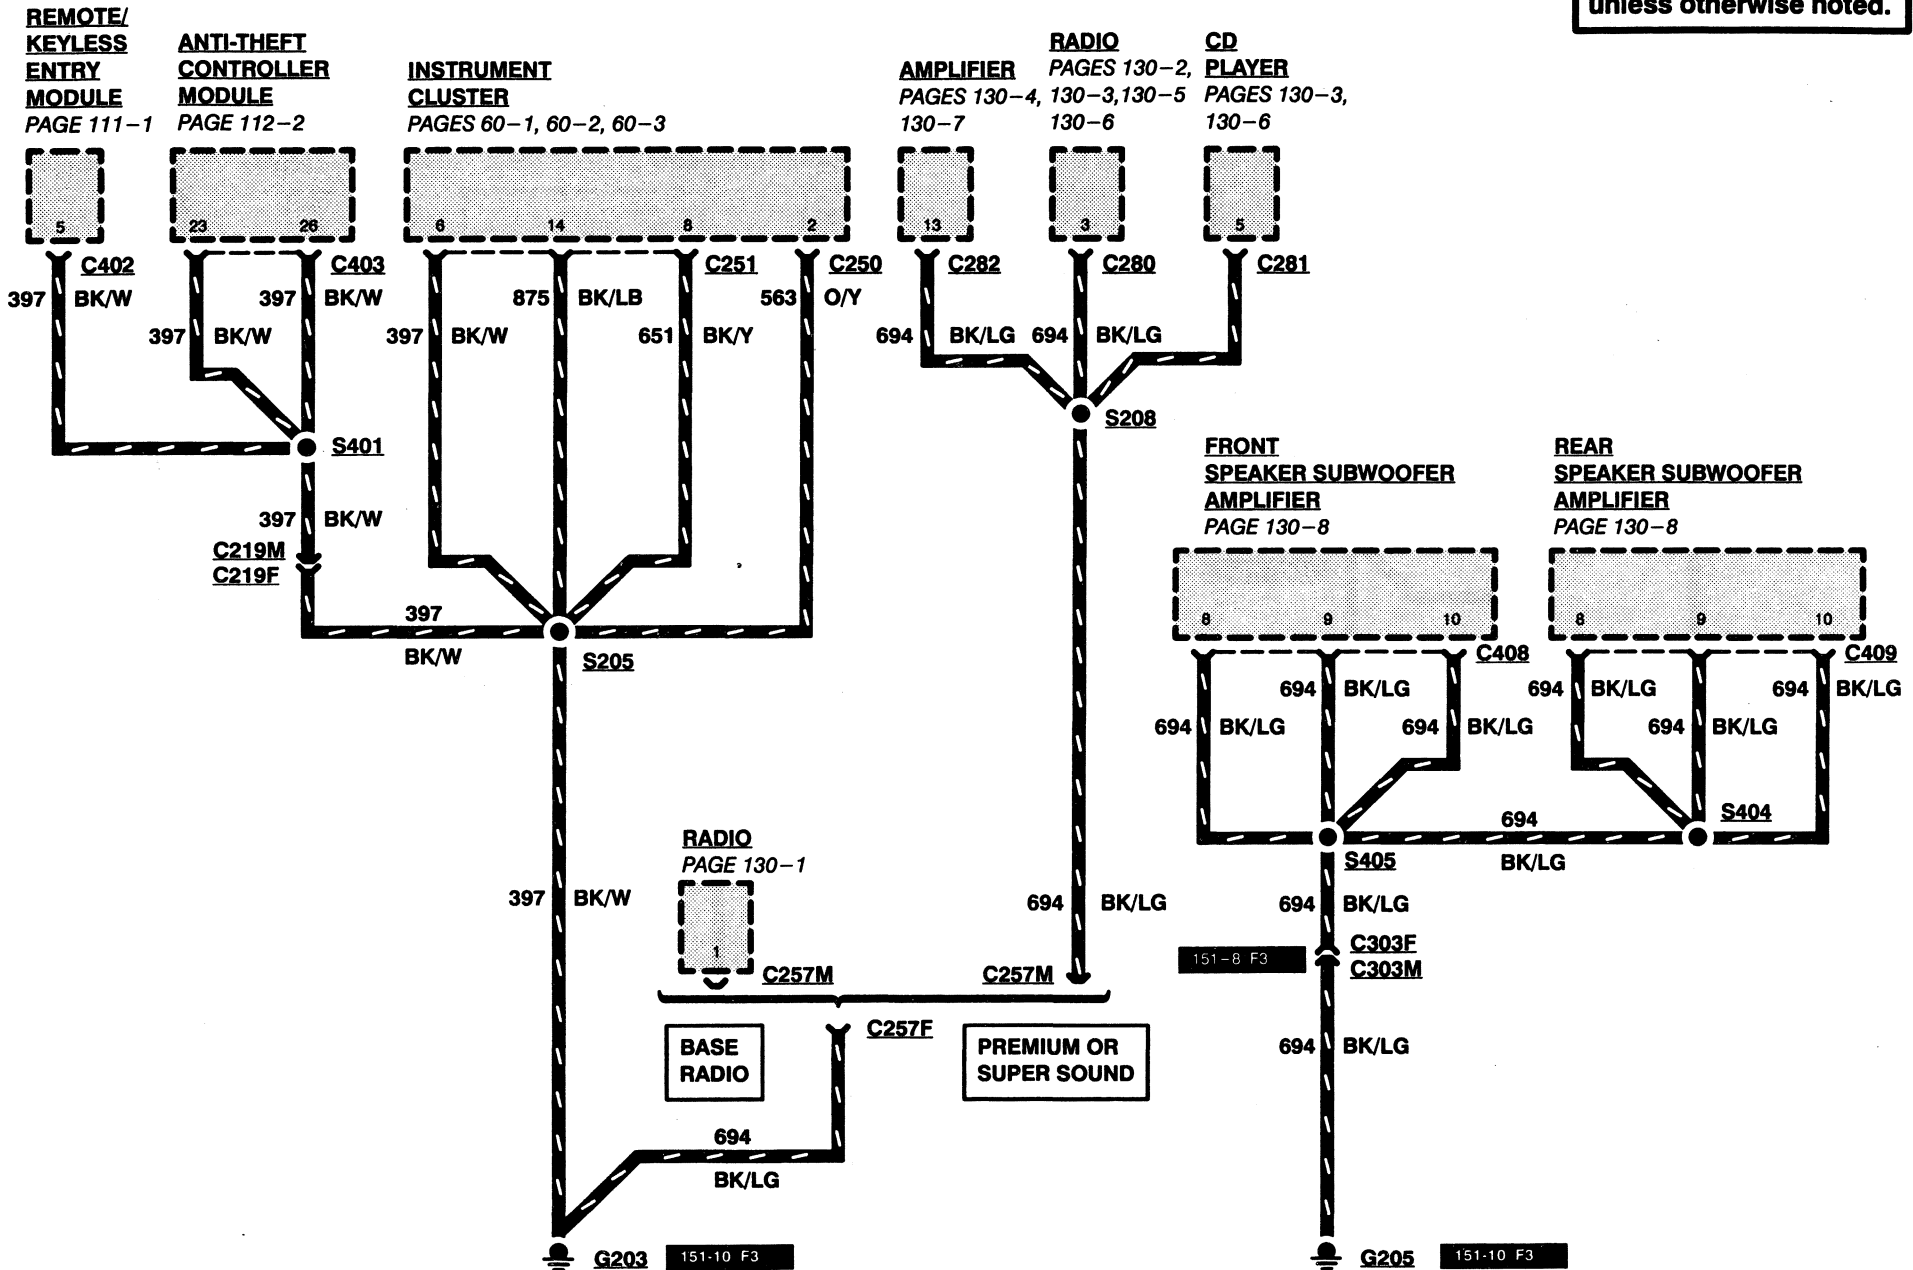 unless otherwise noted.
REMOTE/
KEYLESS
ENTRY
MODULE
PAGE 111-1
ANTI-THEFT
CONTROLLER
MODULE
PAGE 112-2
INSTRUMENT
CLUSTER
PAGES 60-1, 60-2, 60-3
AMPLIFIER
PAGES 130-4,
130-7
RADIO
PAGES 130-2,
130-3,130-5
130-6
CD
PLAYER
PAGES 130-3,
130-6
5
23
26
6
14
8
2
13
3
5
C402
C403
C251
C250
C282
C280
C281
397 BK/W
397 BK/W
875 BK/LB
563 O/Y
397 BK/W
397 BK/W
651 BK/Y
694 BK/LG
694 BK/LG
S401
S208
397 BK/W
C219M
C219F
397
BK/W
S205
FRONT
SPEAKER SUBWOOFER
AMPLIFIER
PAGE 130-8
REAR
SPEAKER SUBWOOFER
AMPLIFIER
PAGE 130-8
8
9
10
8
9
10
C408
C409
694 BK/LG
694 BK/LG
694 BK/LG
694 BK/LG
694 BK/LG
694 BK/LG
694
BK/LG
S404
S405
RADIO
PAGE 130-1
1
397 BK/W
694 BK/LG
694 BK/LG
C257M
C257M
C303F
C303M
151-8 F3
C257F
BASE
RADIO
PREMIUM OR
SUPER SOUND
694 BK/LG
694
BK/LG
G203
151-10 F3
G205
151-10 F3